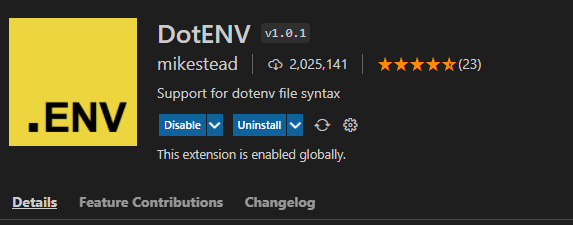 .ENV
DotENV v1.0.1
mikestead 2,025,141 (23)
Support for dotenv file syntax
Disable Uninstall
This extension is enabled globally.
Details Feature Contributions Changelog